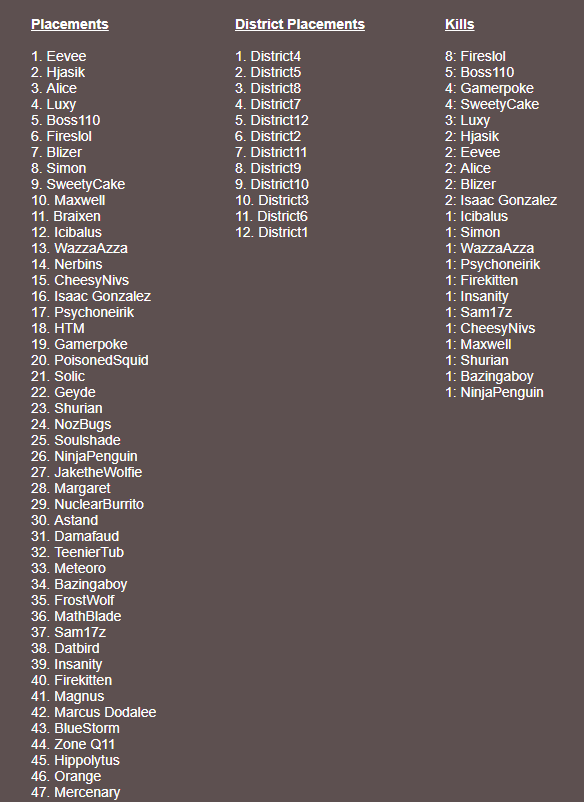 Placements
1. Eevee
2. Hjasik
3. Alice
4. Luxy
5. Boss110
6. Fireslol
7. Blizer
8. Simon
9. SweetyCake
10. Maxwell
11. Braixen
12. Icibalus
13. WazzaAzza
14. Nerbins
15. CheesyNivs
16. Isaac Gonzalez
17. Psychoneirik
18. HTM
19. Gamerpoke
20. PoisonedSquid
21. Solic
22. Geyde
23. Shurian
24. NozBugs
25. Soulshade
26. NinjaPenguin
27. JaketheWolfie
28. Margaret
29. NuclearBurrito
30. Astand
31. Damafaud
32. TeenierTub
33. Meteoro
34. Bazingaboy
35. FrostWolf
36. MathBlade
37. Sam17z
38. Datbird
39. Insanity
40. Firekitten
41. Magnus
42. Marcus Dodalee
43. BlueStorm
44. Zone Q11
45. Hippolytus
46. Orange
47. Mercenary
District Placements
1. District4
2. District5
3. District8
4. District7
5. District12
6. District2
7. District11
8. District9
9. District10
10. District3
11. District6
12. District1
Kills
8: Fireslol
5: Boss110
4: Gamerpoke
4: SweetyCake
3: Luxy
2: Hjasik
2: Eevee
2: Alice
2: Blizer
2: Isaac Gonzalez
1: Icibalus
1: Simon
1: WazzaAzza
1: Psychoneirik
1: Firekitten
1: Insanity
1: Sam17z
1: CheesyNivs
1: Maxwell
1: Shurian
1: Bazingaboy
1: NinjaPenguin